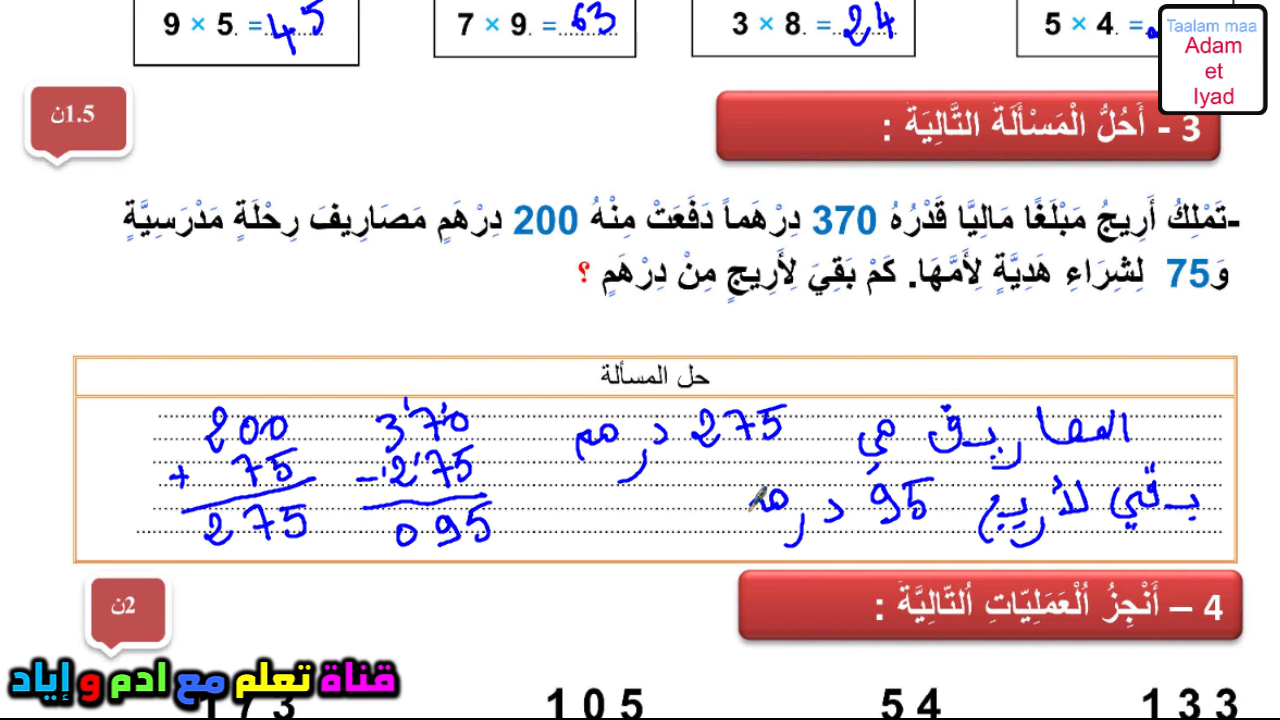 9 × 5. = 45
7 × 9. = 63
3 × 8. = 24
5 × 4. =
Taalam maa
Adam
et
Iyad
1.5ن
3 - أَحُلُّ الْمَسْأَلَةَ التَّالِيَةَ :
-تَمْلِكُ أَرِيجُ مَبْلَغًا مَالِيًّا قَدْرُهُ 370 دِرْهَماً دَفَعَتْ مِنْهُ 200 دِرْهَمٍ مَصَارِيفَ رِحْلَةٍ مَدْرَسِيَّةٍ
وَ75 لِشِرَاءِ هَدِيَّةٍ لِأُمَّهَا. كَمْ بَقِيَ لِأَرِيجٍ مِنْ دِرْهَمٍ ؟
حل المسألة
المصاريف هي 275 درهم
بقي لأريج 95 دره
370
- 275
095
200
+ 75
275
2ن
4 – أَنْجِزُ اُلْعَمَلِيّاتِ اُلتّالِيَّةَ :
قناة تعلم مع ادم و إياد
173
105
54
133